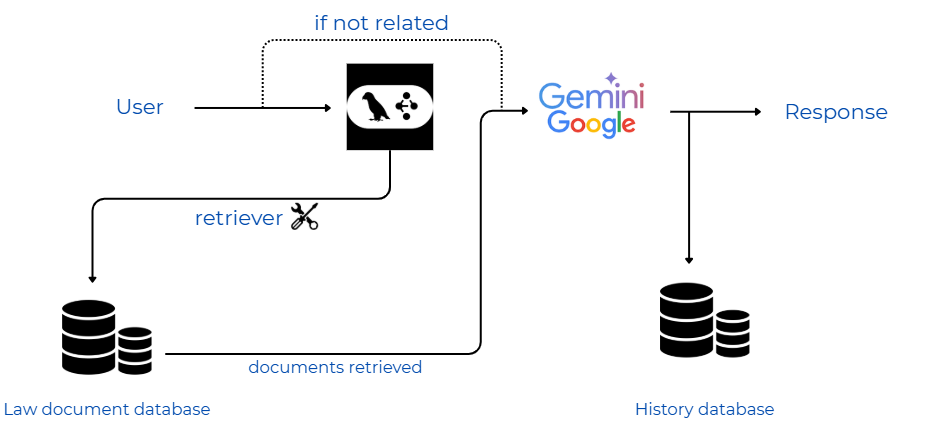 if not related
User
Gemini
Google
Response
retriever
documents retrieved
Law document database
History database